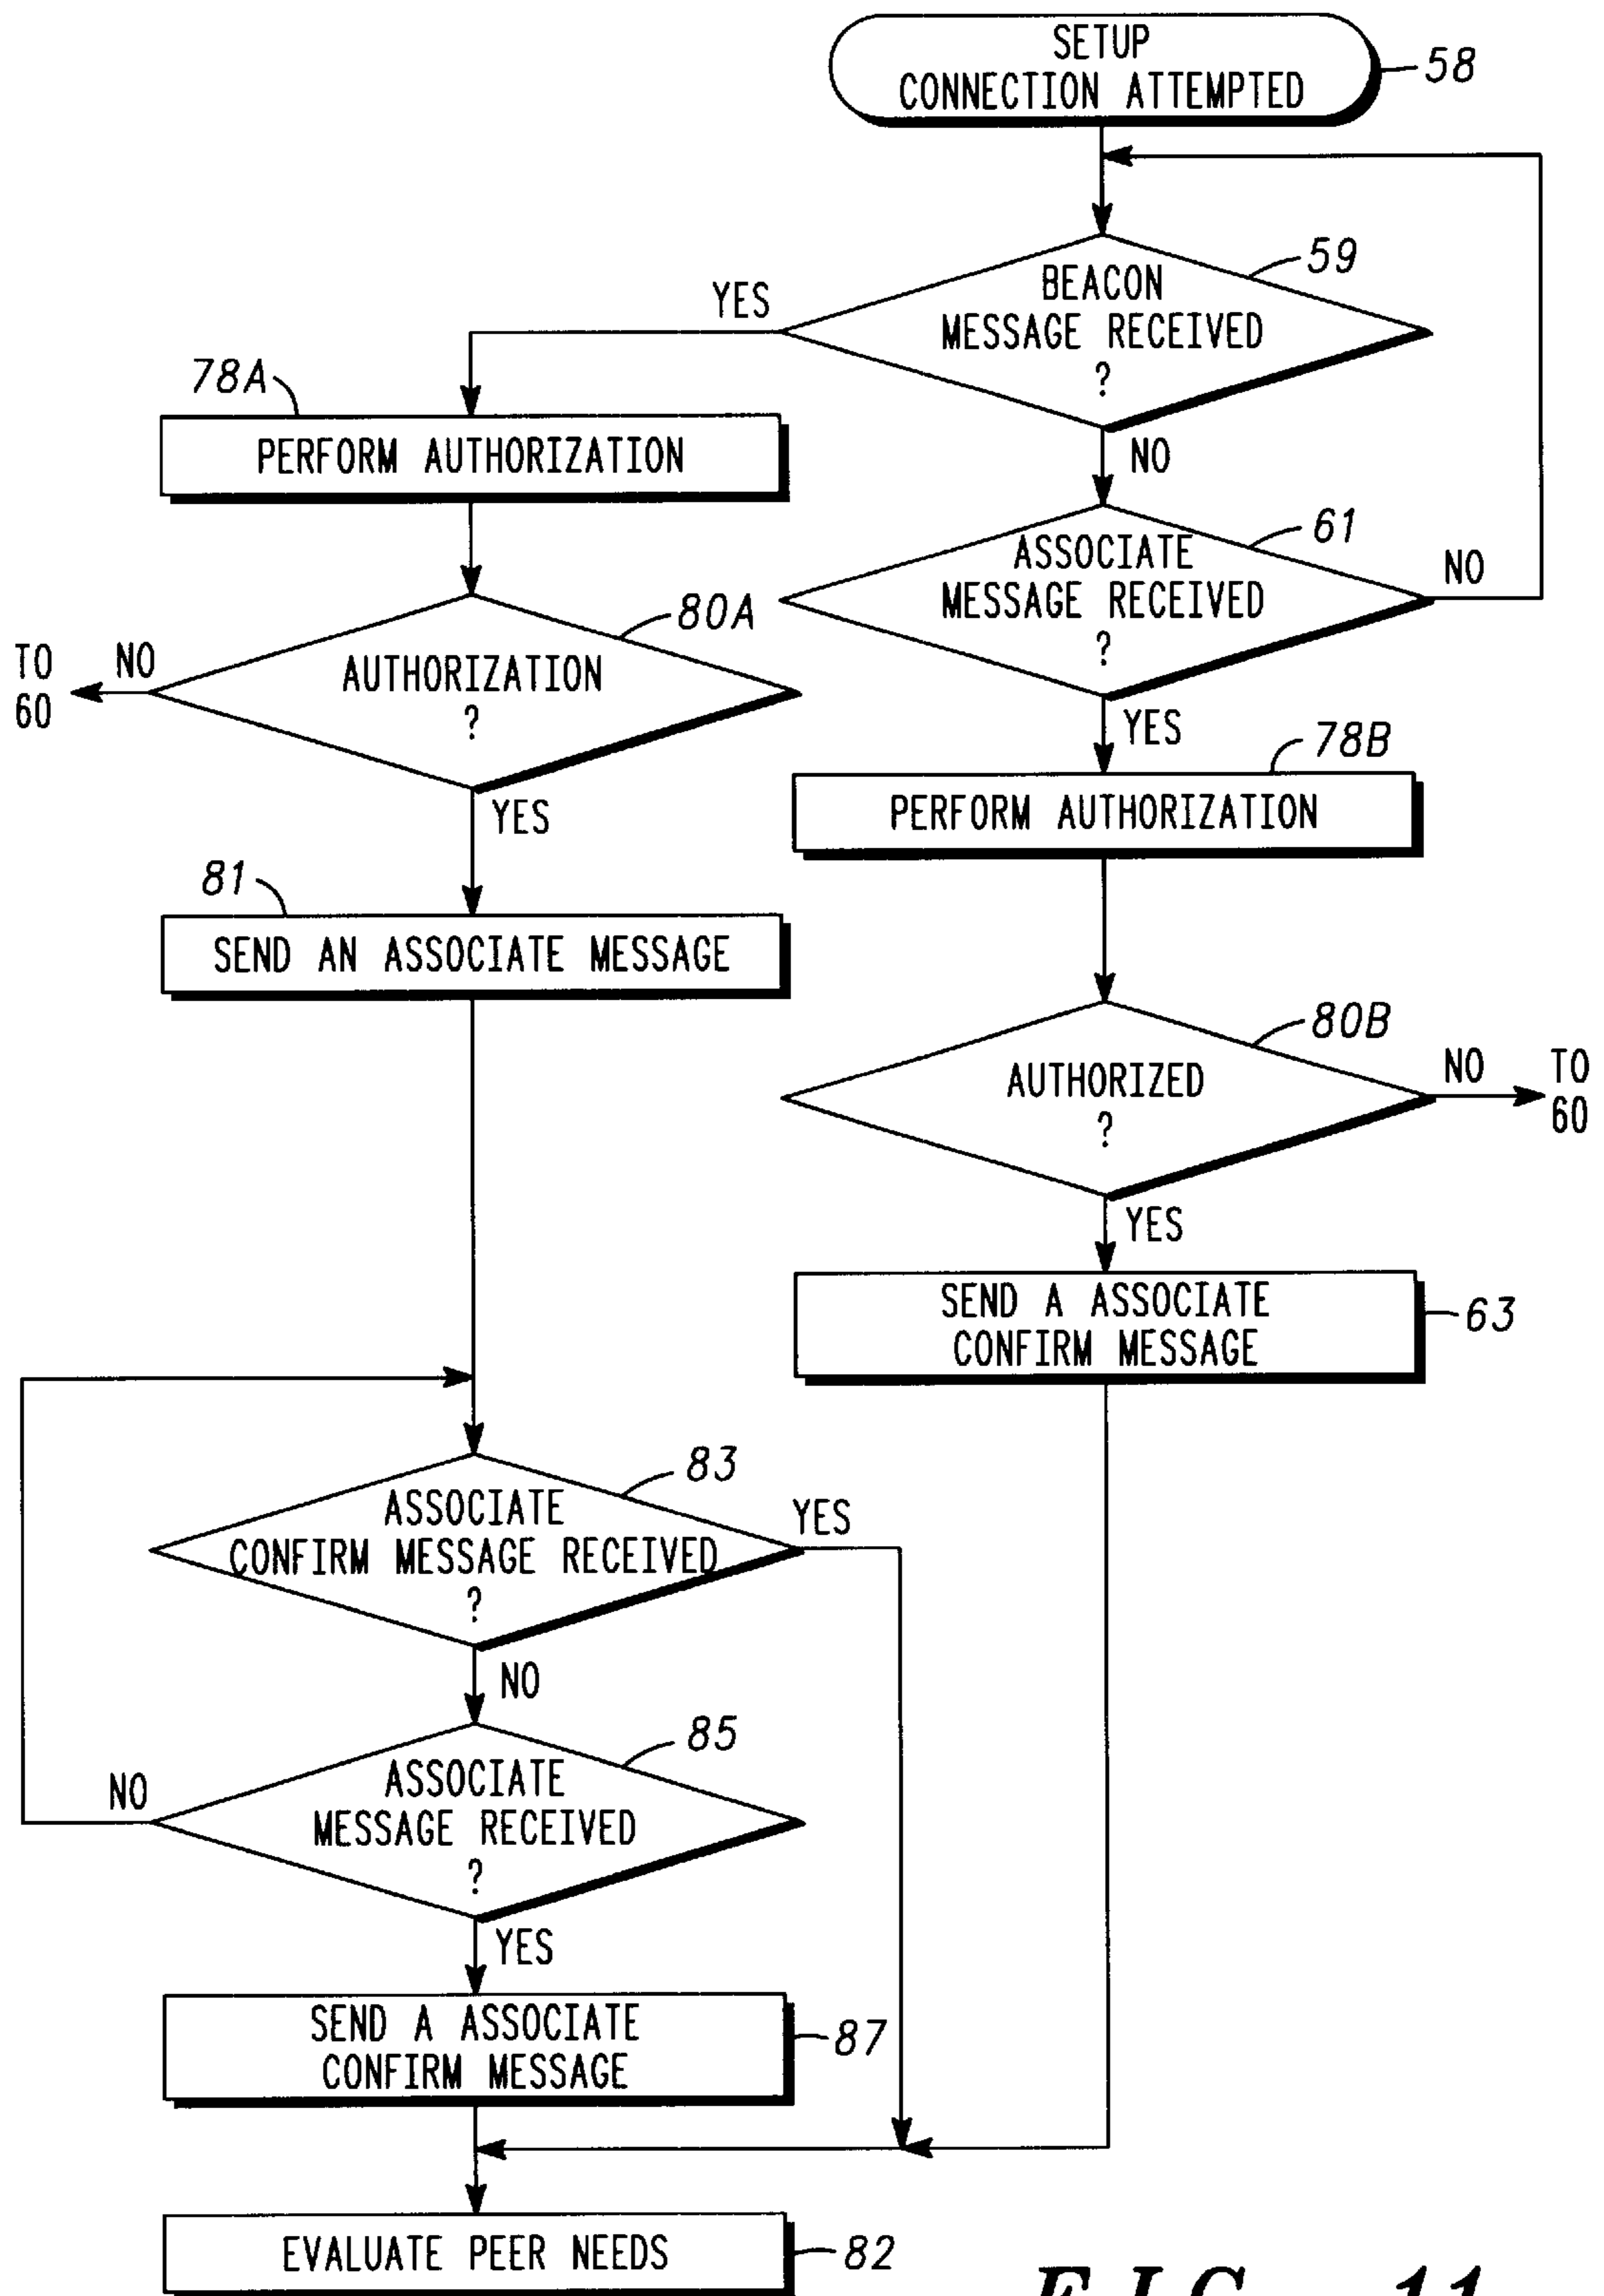 SETUP
CONNECTION ATTEMPTED
58
59
BEACON
MESSAGE RECEIVED
?
YES
NO
78A
PERFORM AUTHORIZATION
61
ASSOCIATE
MESSAGE RECEIVED
?
NO
YES
80A
AUTHORIZATION
?
NO
TO
60
YES
78B
PERFORM AUTHORIZATION
81
SEND AN ASSOCIATE MESSAGE
80B
AUTHORIZED
?
NO
TO
60
YES
SEND A ASSOCIATE
CONFIRM MESSAGE
63
83
ASSOCIATE
CONFIRM MESSAGE RECEIVED
?
YES
NO
85
ASSOCIATE
MESSAGE RECEIVED
?
NO
YES
SEND A ASSOCIATE
CONFIRM MESSAGE
87
EVALUATE PEER NEEDS
82
FIG. 11